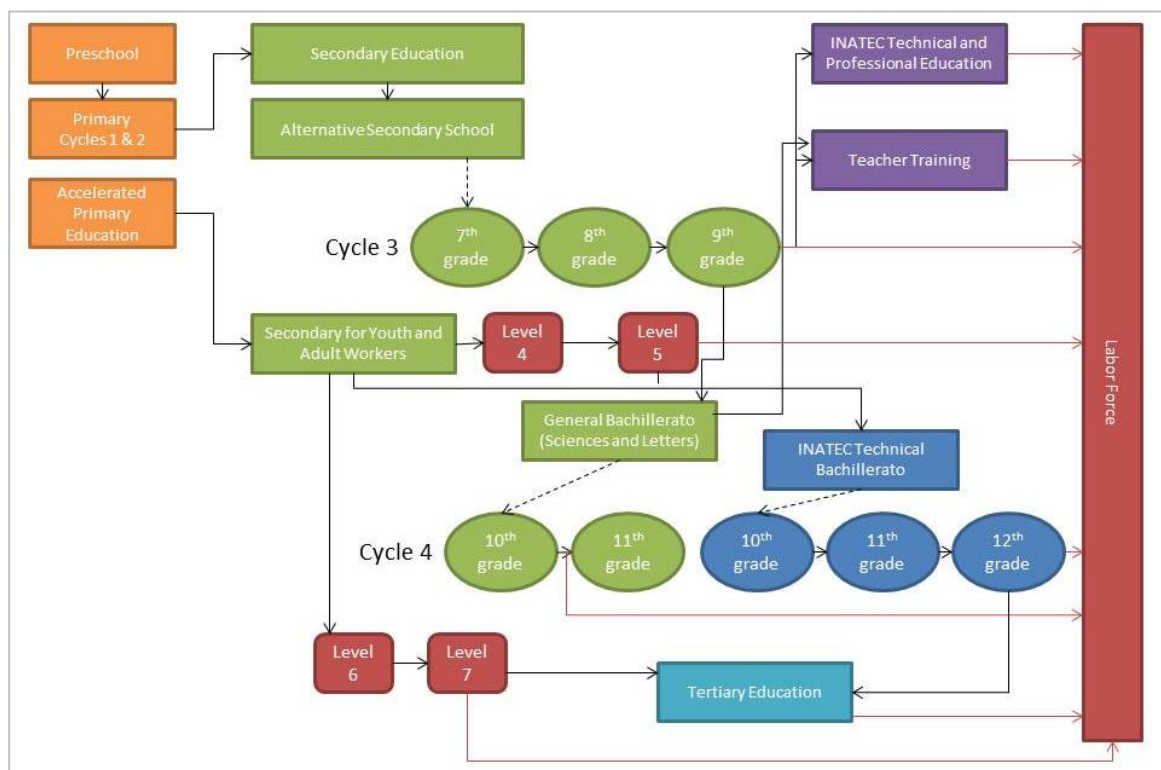 Preschool
Primary
Cycles 1 & 2
Accelerated
Primary
Education
Secondary Education
Alternative Secondary School
INATEC Technical and
Professional Education
Teacher Training
Cycle 3
7th
grade
8th
grade
9th
grade
Secondary for Youth and
Adult Workers
Level
4
Level
5
General Bachillerato
(Sciences and Letters)
INATEC Technical
Bachillerato
Cycle 4
10th
grade
11th
grade
10th
grade
11th
grade
12th
grade
Level
6
Level
7
Tertiary Education
Labor Force